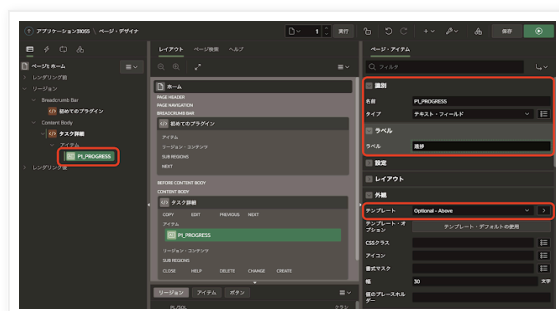 アプリケーション113055 \ ページ・デザイナ
1
実行
保存
ページ1: ホーム
レンダリング前
リージョン
Breadcrumb Bar
初めてのプラグイン
Content Body
タスク詳細
アイテム
P1_PROGRESS
レンダリング後
レイアウト ページ検索 ヘルプ
ホーム
PAGE HEADER
PAGE NAVIGATION
BREADCRUMB BAR
初めてのプラグイン
アイテム
リージョン・コンテンツ
SUB REGIONS
NEXT
BEFORE CONTENT BODY
CONTENT BODY
タスク詳細
COPY EDIT PREVIOUS NEXT
アイテム
P1_PROGRESS
リージョン・コンテンツ
SUB REGIONS
CLOSE HELP DELETE CHANGE CREATE
リージョン アイテム ボタン
PL/SQL
クラシ
ページ・アイテム
フィルタ
識別
名前 P1_PROGRESS
タイプ テキスト・フィールド
ラベル
ラベル 進捗
設定
レイアウト
外観
テンプレート Optional - Above
テンプレート・オプション テンプレート・デフォルトの使用
CSSクラス
アイコン
書式マスク
幅 30 文字
値のプレースホルダー